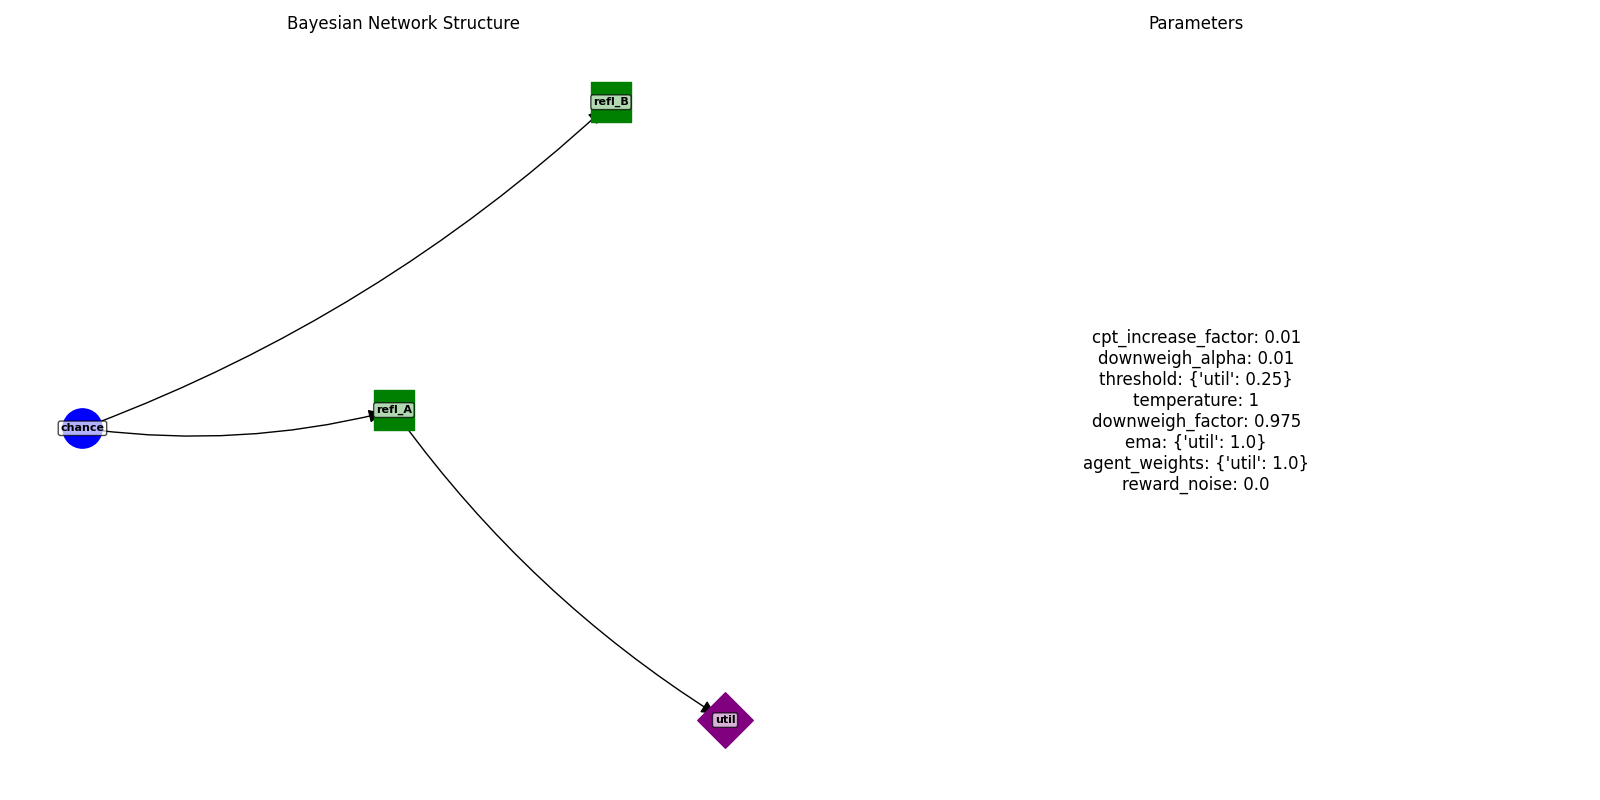 Bayesian Network Structure
refl_B
chance
refl_A
util
Parameters
cpt_increase_factor: 0.01
downweigh_alpha: 0.01
threshold: {'util': 0.25}
temperature: 1
downweigh_factor: 0.975
ema: {'util': 1.0}
agent_weights: {'util': 1.0}
reward_noise: 0.0